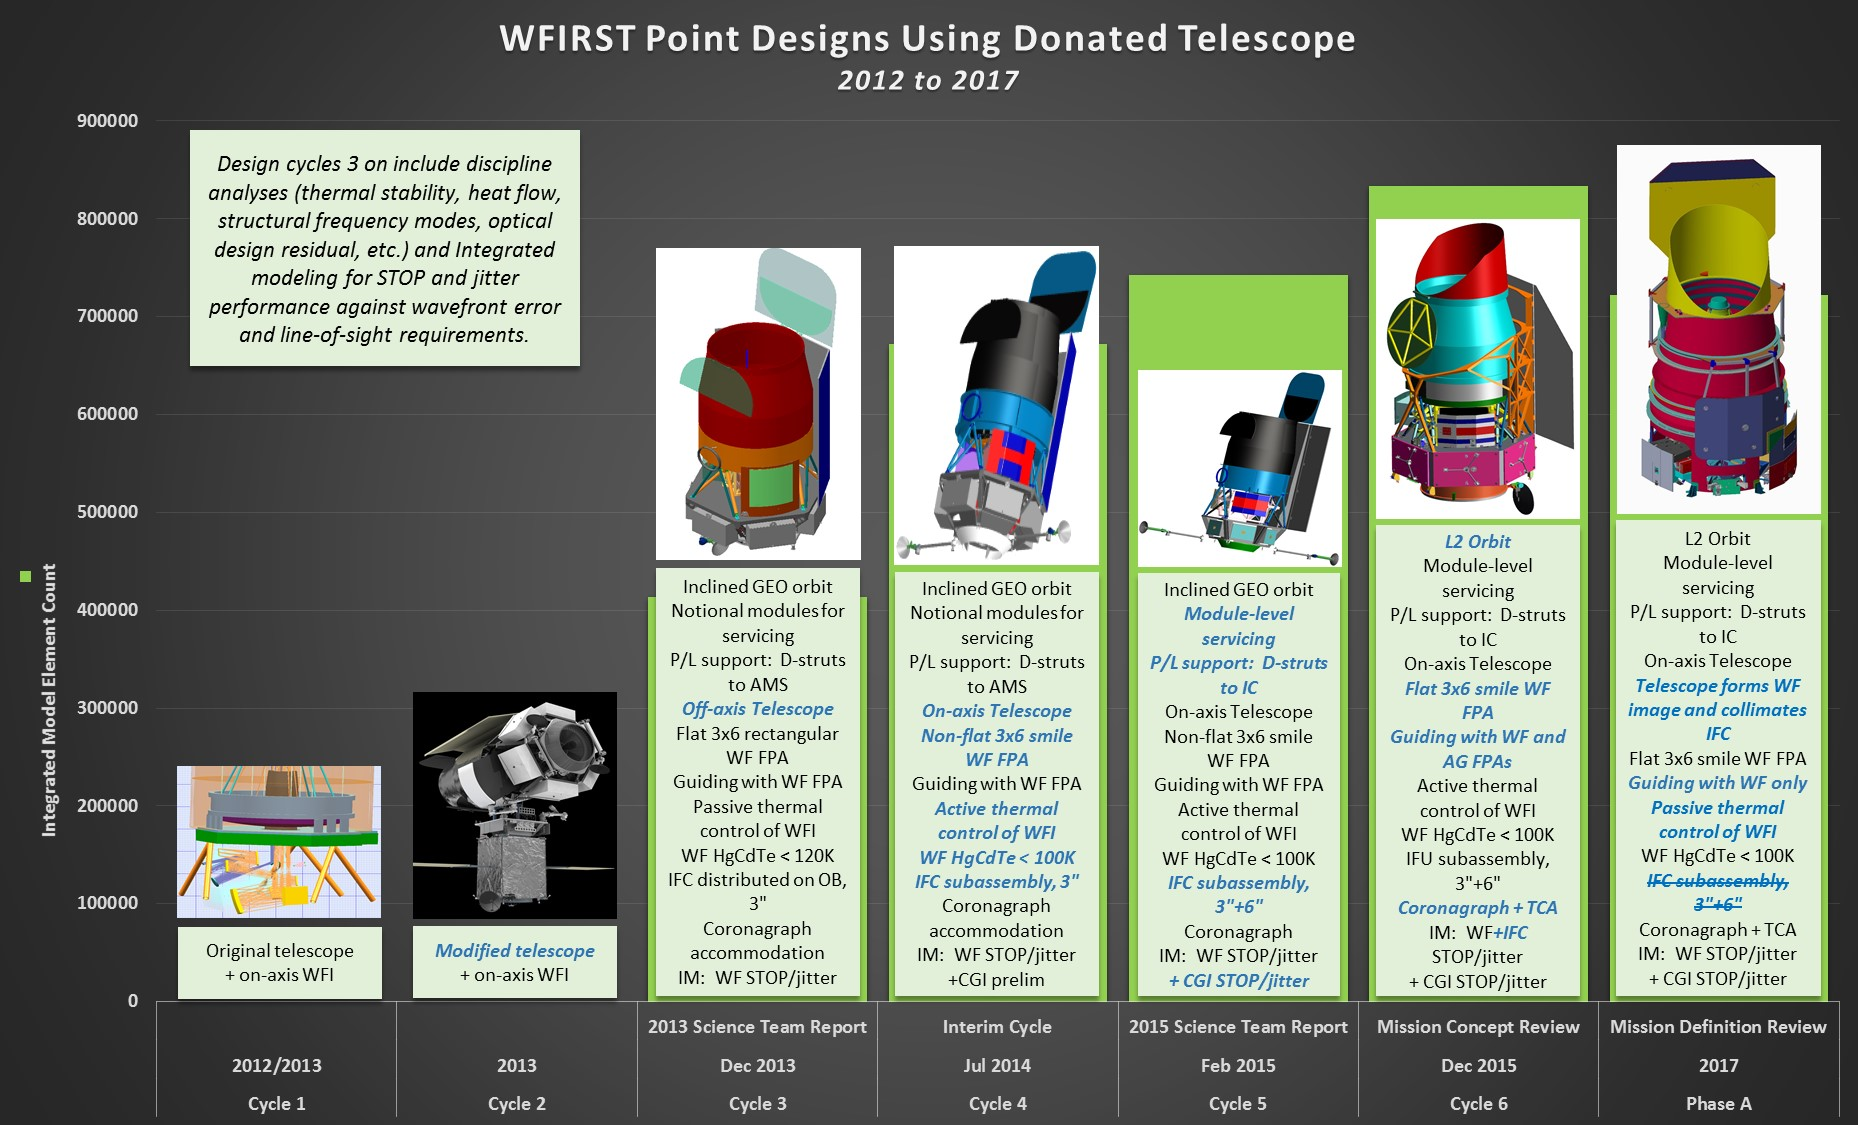 WFIRST Point Designs Using Donated Telescope
2012 to 2017
900000
800000
700000
600000
500000
400000
300000
200000
100000
0
Integrated Model Element Count
Design cycles 3 on include discipline
analyses (thermal stability, heat flow,
structural frequency modes, optical
design residual, etc.) and Integrated
modeling for STOP and jitter
performance against wavefront error
and line-of-sight requirements.
Original telescope
+ on-axis WFI
Modified telescope
+ on-axis WFI
Inclined GEO orbit
Notional modules for
servicing
P/L support: D-struts
to AMS
Off-axis Telescope
Flat 3x6 rectangular
WF FPA
Guiding with WF FPA
Passive thermal
control of WFI
WF HgCdTe < 120K
IFC distributed on OB,
3"
Coronagraph
accommodation
IM: WF STOP/jitter
Inclined GEO orbit
Notional modules for
servicing
P/L support: D-struts
to AMS
On-axis Telescope
Non-flat 3x6 smile
WF FPA
Guiding with WF FPA
Active thermal
control of WFI
WF HgCdTe < 100K
IFC subassembly, 3"
Coronagraph
accommodation
IM: WF STOP/jitter
+CGI prelim
Inclined GEO orbit
Module-level
servicing
P/L support: D-struts
to IC
On-axis Telescope
Non-flat 3x6 smile
WF FPA
Guiding with WF FPA
Active thermal
control of WFI
WF HgCdTe < 100K
IFC subassembly,
3"+6"
Coronagraph
IM: WF STOP/jitter
+ CGI STOP/jitter
L2 Orbit
Module-level
servicing
P/L support: D-struts
to IC
On-axis Telescope
Flat 3x6 smile WF
FPA
Guiding with WF and
AG FPAs
Active thermal
control of WFI
WF HgCdTe < 100K
IFU subassembly,
3"+6"
Coronagraph + TCA
IM: WF+IFC
STOP/jitter
+ CGI STOP/jitter
L2 Orbit
Module-level
servicing
P/L support: D-struts
to IC
On-axis Telescope
Telescope forms WF
image and collimates
IFC
Flat 3x6 smile WF FPA
Guiding with WF only
Passive thermal
control of WFI
WF HgCdTe < 100K
IFC subassembly,
3"+6"
Coronagraph + TCA
IM: WF STOP/jitter
+ CGI STOP/jitter
2013 Science Team Report
Interim Cycle
2015 Science Team Report
Mission Concept Review
Mission Definition Review
2012/2013
2013
Dec 2013
Jul 2014
Feb 2015
Dec 2015
2017
Cycle 1
Cycle 2
Cycle 3
Cycle 4
Cycle 5
Cycle 6
Phase A